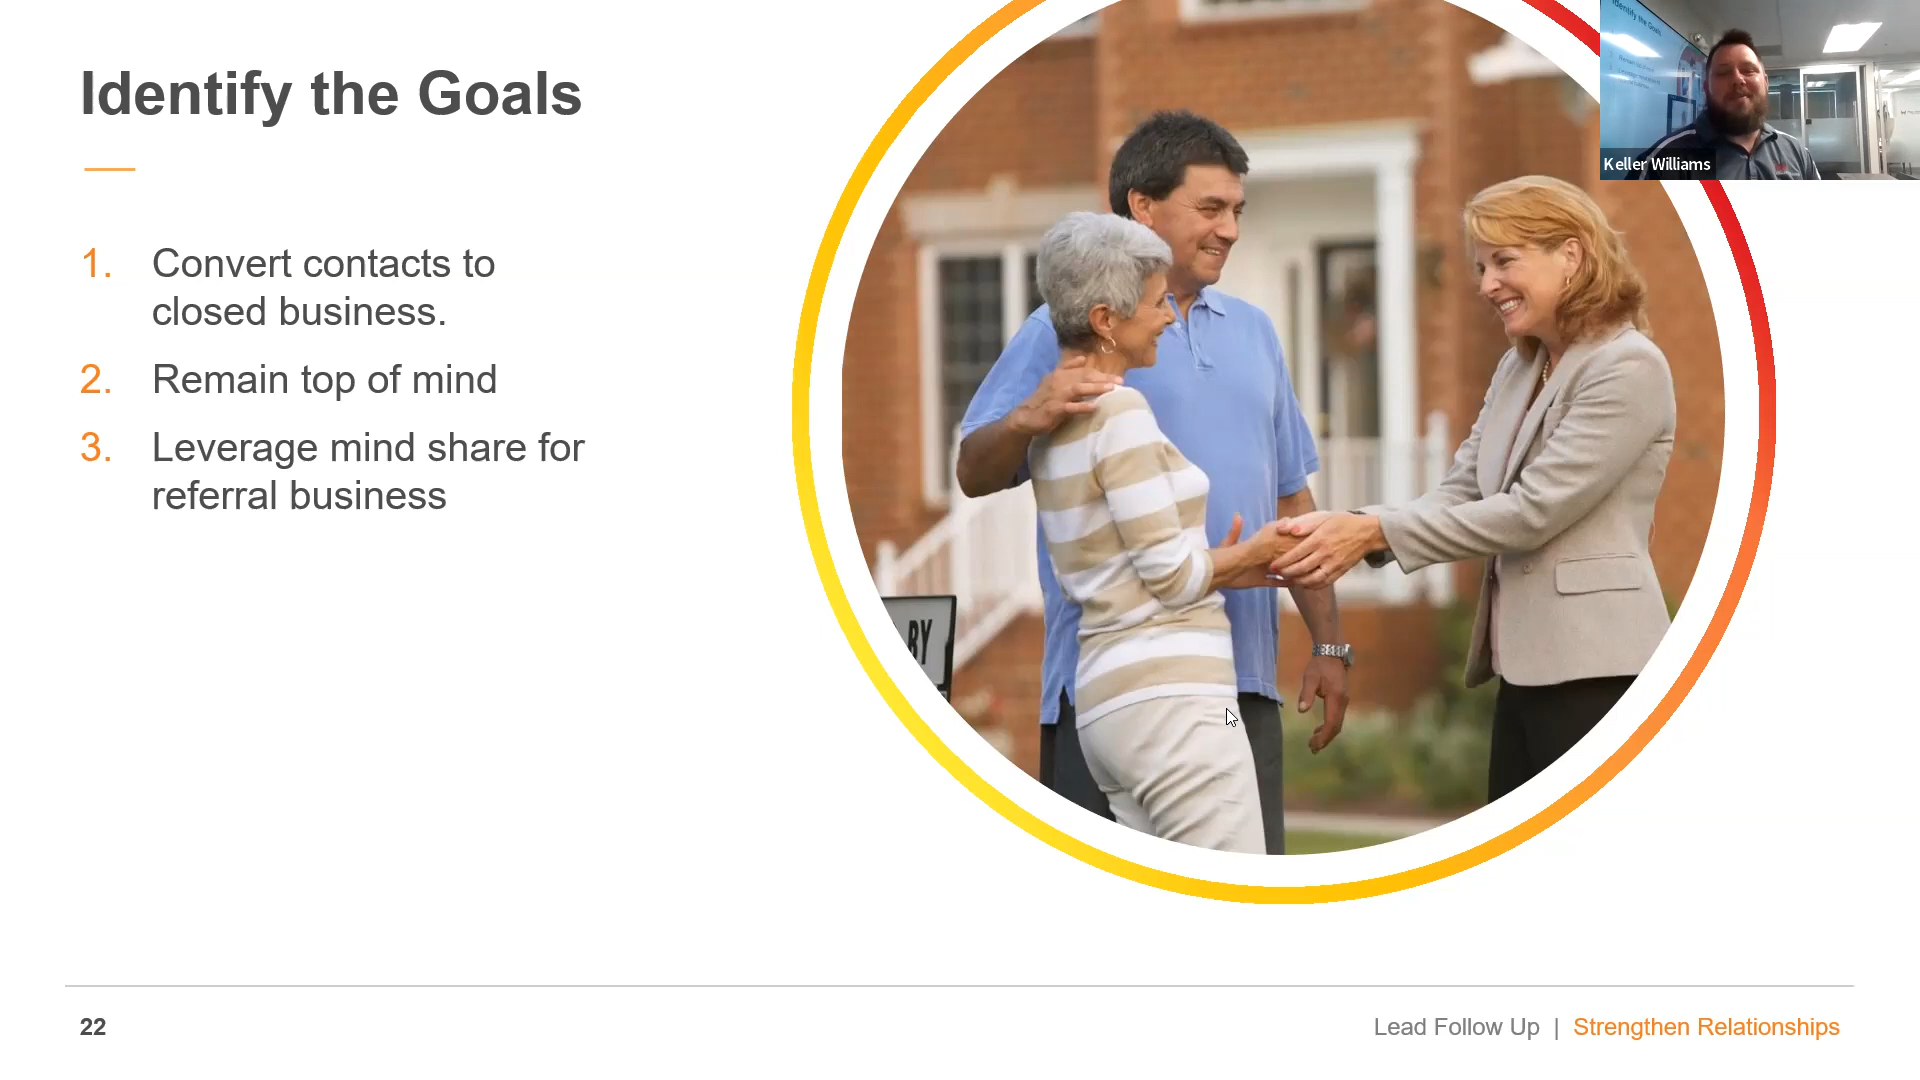 Identify the Goals
Keller Williams
1. Convert contacts to
closed business.
2. Remain top of mind
3. Leverage mind share for
referral business
BY
22
Lead Follow Up | Strengthen Relationships